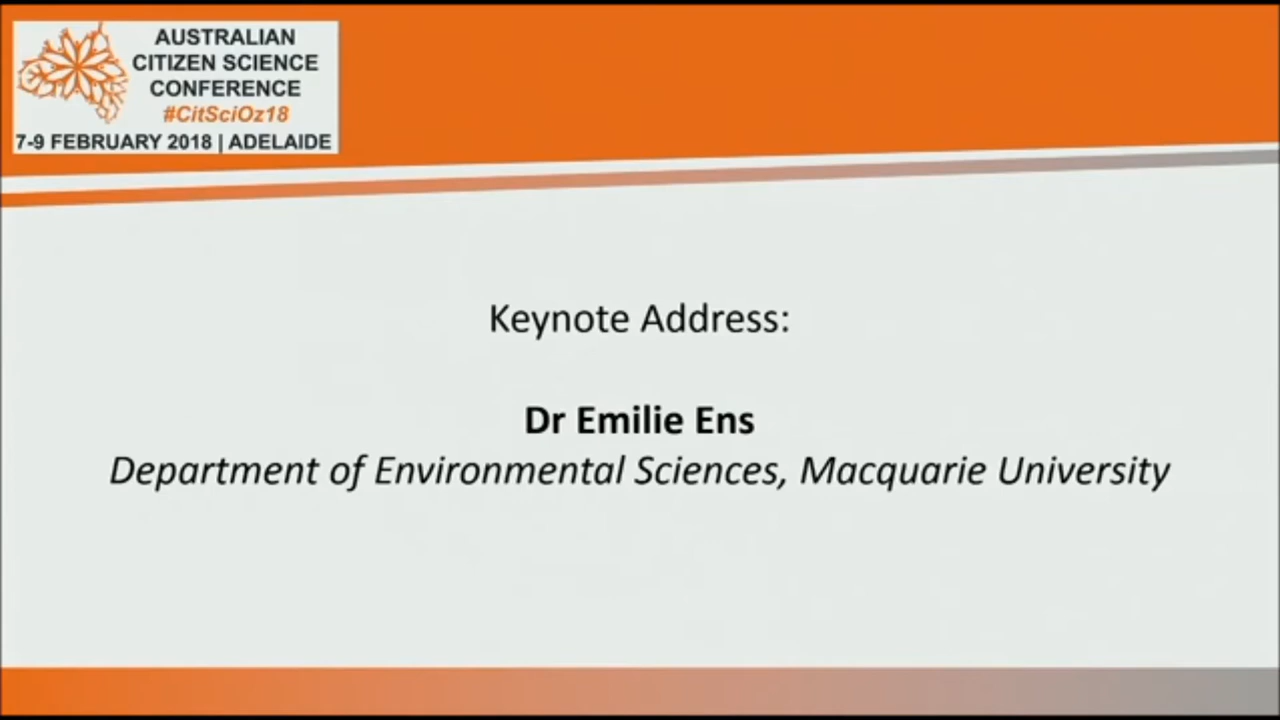 AUSTRALIAN
CITIZEN SCIENCE
CONFERENCE
#CitSciOz18
7-9 FEBRUARY 2018 | ADELAIDE
Keynote Address:
Dr Emilie Ens
Department of Environmental Sciences, Macquarie University